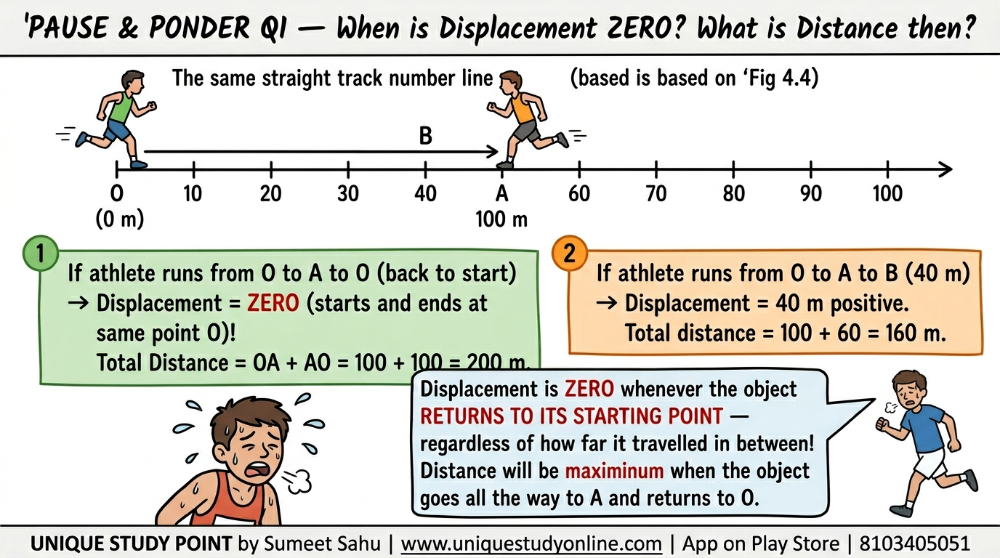 'PAUSE & PONDER QI — When is Displacement ZERO? What is Distance then?
The same straight track number line (based is based on ‘Fig 4.4)
B
O 10 20 30 40 A 60 70 80 90 100
(0 m) 100 m
1
If athlete runs from O to A to O (back to start)
→ Displacement = ZERO (starts and ends at
same point O)!
Total Distance = OA + AO = 100 + 100 = 200 m.
2
If athlete runs from O to A to B (40 m)
→ Displacement = 40 m positive.
Total distance = 100 + 60 = 160 m.
Displacement is ZERO whenever the object
RETURNS TO ITS STARTING POINT —
regardless of how far it travelled in between!
Distance will be maximinum when the object
goes all the way to A and returns to O.
UNIQUE STUDY POINT by Sumeet Sahu | www.uniquestudyonline.com | App on Play Store | 8103405051